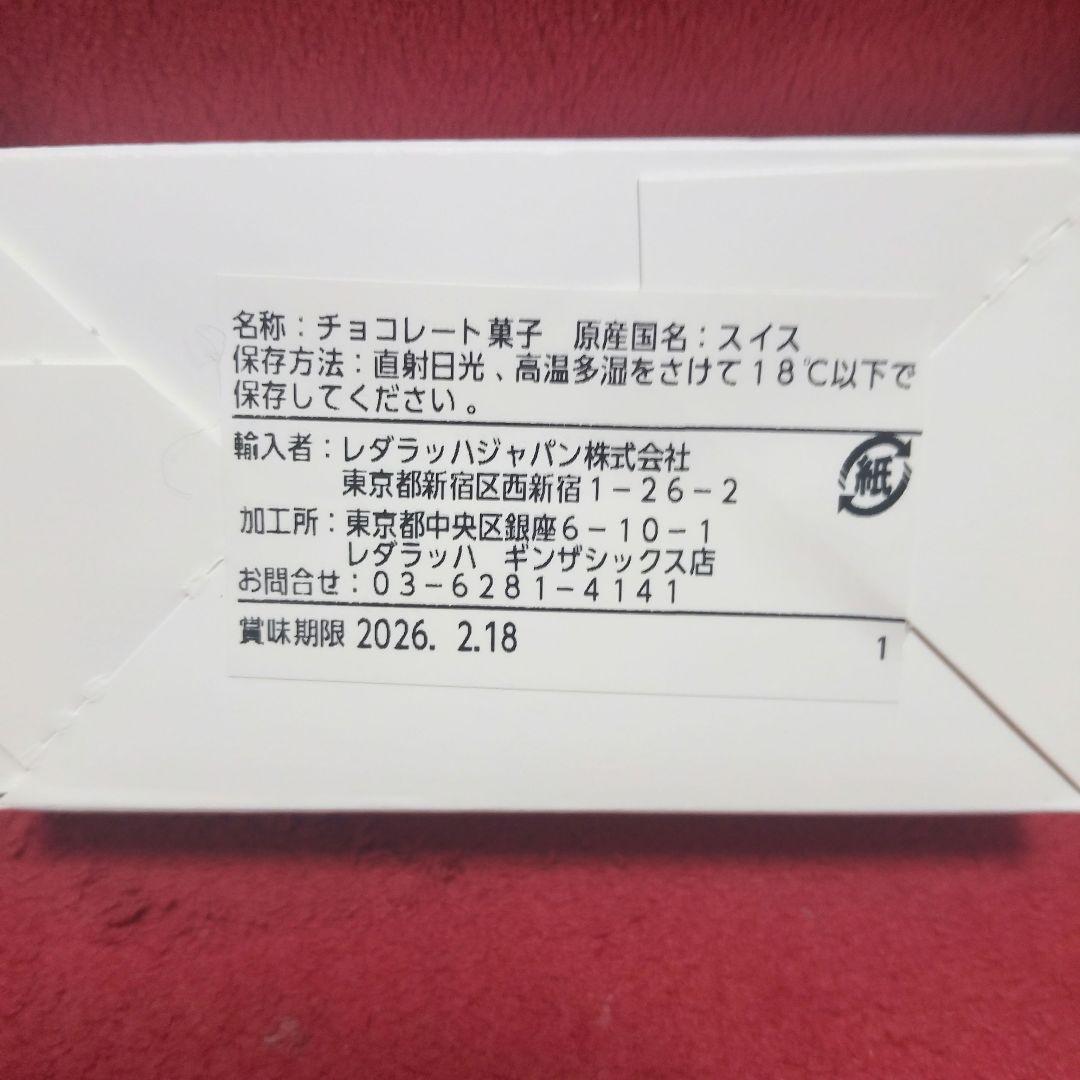 名称：チョコレート菓子　原産国名：スイス
保存方法：直射日光、高温多湿をさけて１８℃以下で
保存してください。
輸入者：レダラッハジャパン株式会社
東京都新宿区西新宿１－２６－２
紙
加工所：東京都中央区銀座６－１０－１
レダラッハ　ギンザシックス店
お問合せ：０３－６２８１－４１４１
賞味期限 2026. 2.18
1